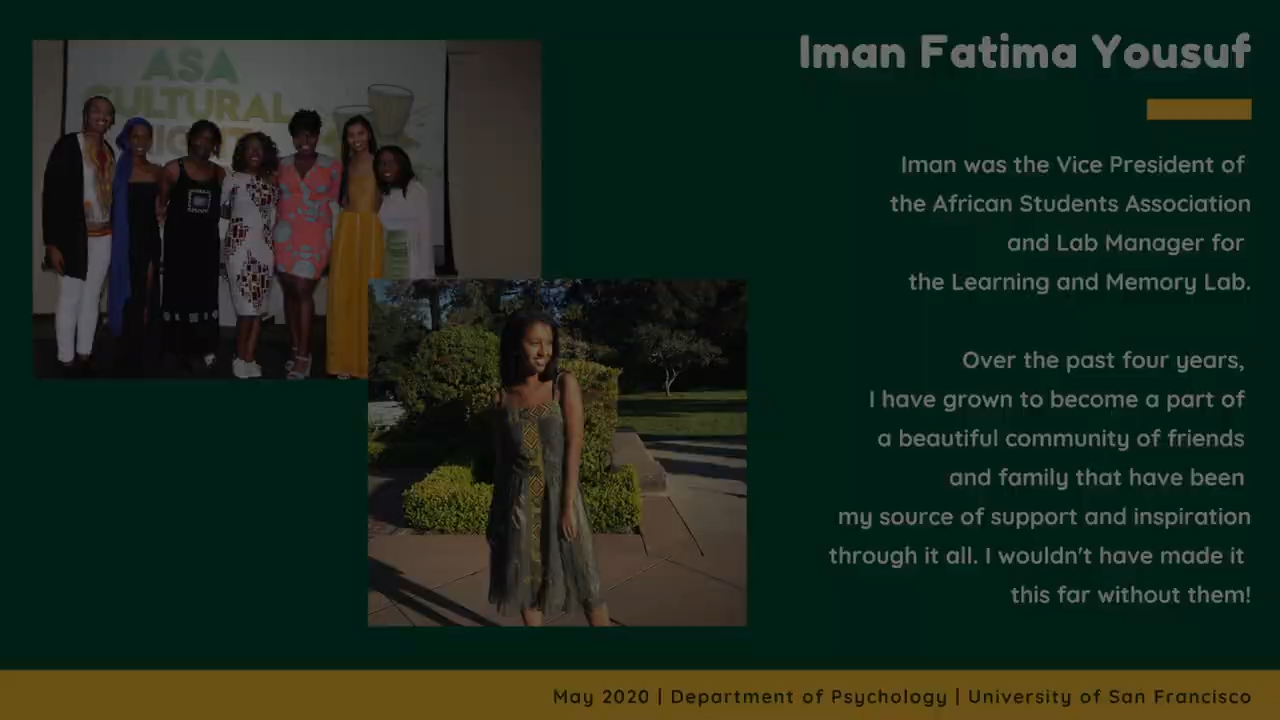 ASA
CULTURAL
NIGHT
Iman Fatima Yousuf
Iman was the Vice President of
the African Students Association
and Lab Manager for
the Learning and Memory Lab.
Over the past four years,
I have grown to become a part of
a beautiful community of friends
and family that have been
my source of support and inspiration
through it all. I wouldn't have made it
this far without them!
May 2020 | Department of Psychology | University of San Francisco